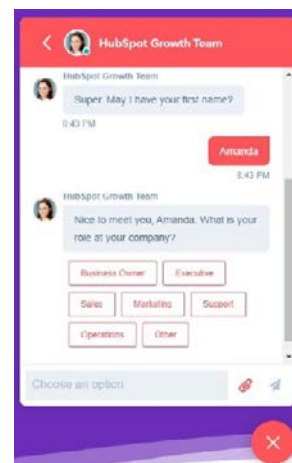 HubSpot Growth Team
HubSpot Growth Team
Super. May I have your first name?
8:43 PM
Amanda
8:43 PM
HubSpot Growth Team
Nice to meet you, Amanda. What is your
role at your company?
Business Owner Executive
Sales Marketing Support
Operations Other
Choose an option